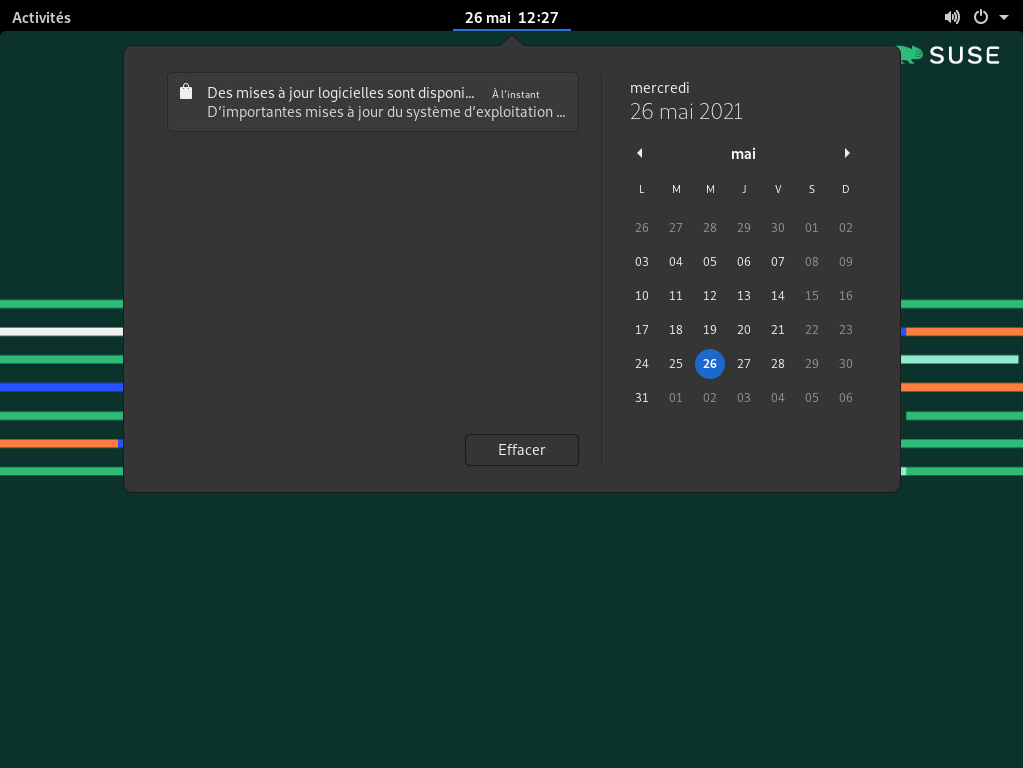 Activités
26 mai 12:27
SUSE
Des mises à jour logicielles sont disponi... À l'instant
D'importantes mises à jour du système d'exploitation ...
Effacer
mercredi
26 mai 2021
mai
L M M J V S D
26 27 28 29 30 01 02
03 04 05 06 07 08 09
10 11 12 13 14 15 16
17 18 19 20 21 22 23
24 25 26 27 28 29 30
31 01 02 03 04 05 06